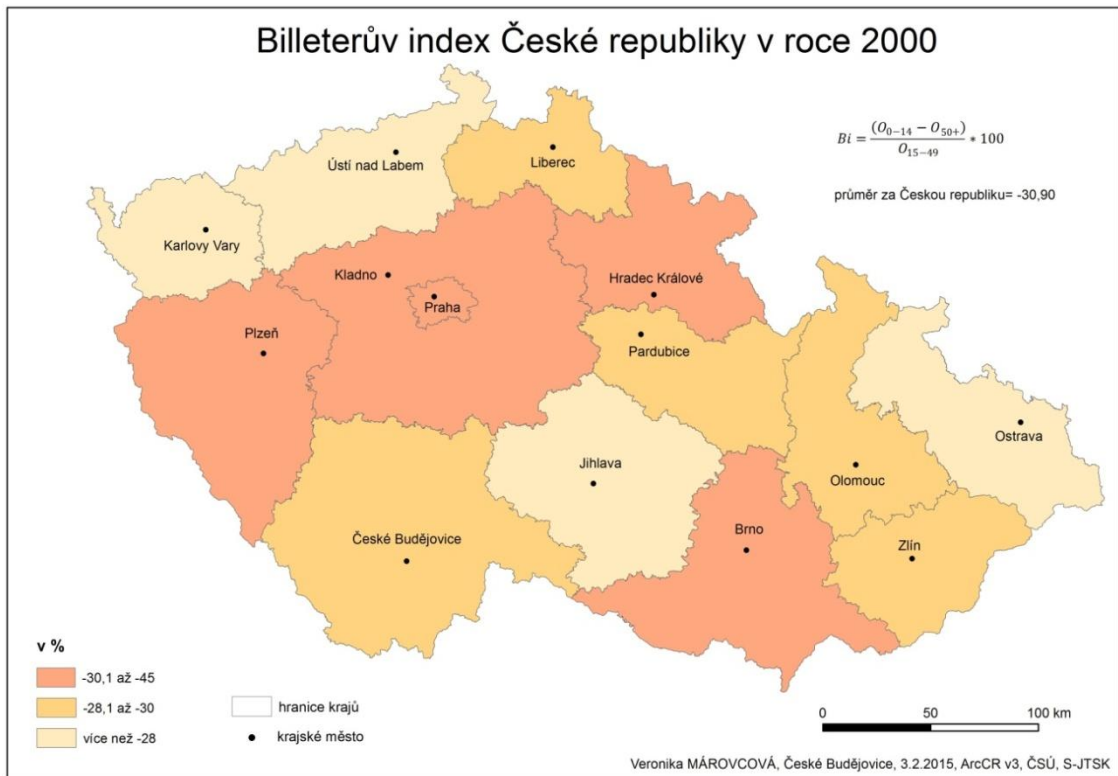 Billeterův index České republiky v roce 2000
Bi = (O0−14 − O50+) / O15−49 * 100
průměr za Českou republiku= -30,90
Ústí nad Labem
Liberec
Karlovy Vary
Kladno
Praha
Hradec Králové
Plzeň
Pardubice
Ostrava
Jihlava
Olomouc
České Budějovice
Brno
Zlín
v %
-30,1 až -45
-28,1 až -30
více než -28
hranice krajů
krajské město
0 50 100 km
Veronika MÁROVCOVÁ, České Budějovice, 3.2.2015, ArcCR v3, ČSÚ, S-JTSK